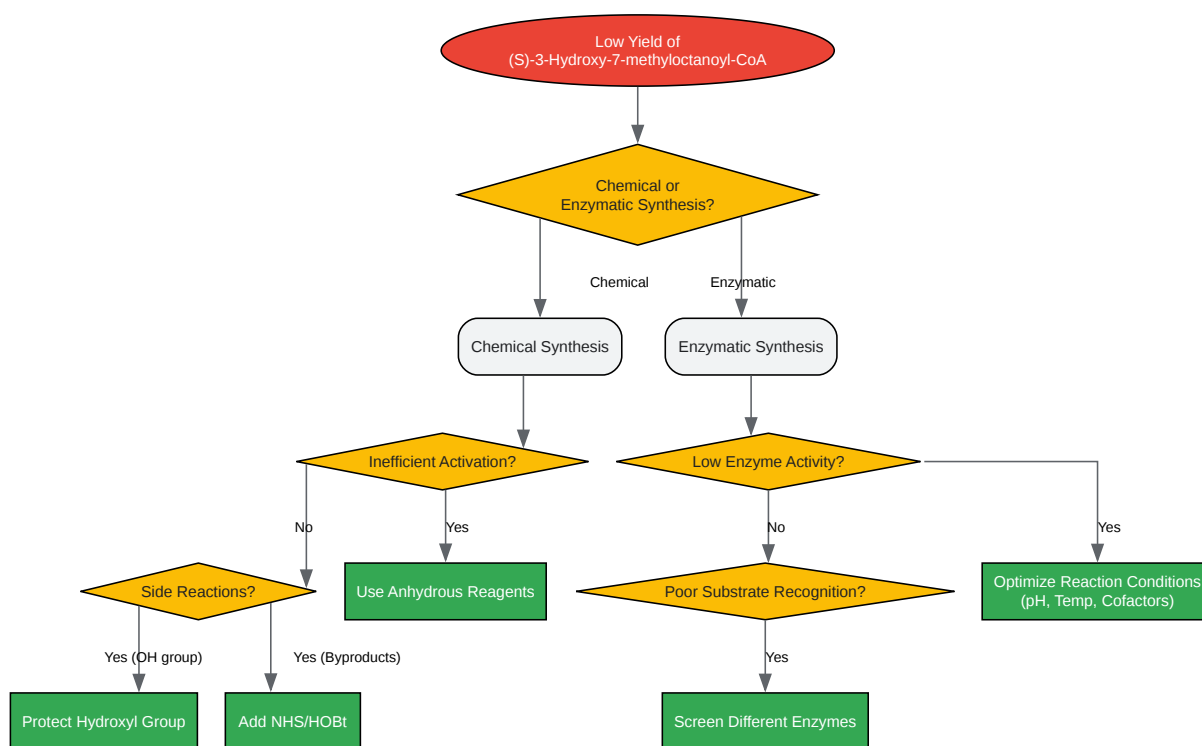 Low Yield of
(S)-3-Hydroxy-7-methyloctanoyl-CoA
Chemical or
Enzymatic Synthesis?
Chemical
Enzymatic
Chemical Synthesis
Enzymatic Synthesis
Inefficient Activation?
Low Enzyme Activity?
No
Yes
No
Yes
Side Reactions?
Use Anhydrous Reagents
Poor Substrate Recognition?
Optimize Reaction Conditions
(pH, Temp, Cofactors)
Yes (OH group)
Yes (Byproducts)
Yes
Protect Hydroxyl Group
Add NHS/HOBt
Screen Different Enzymes